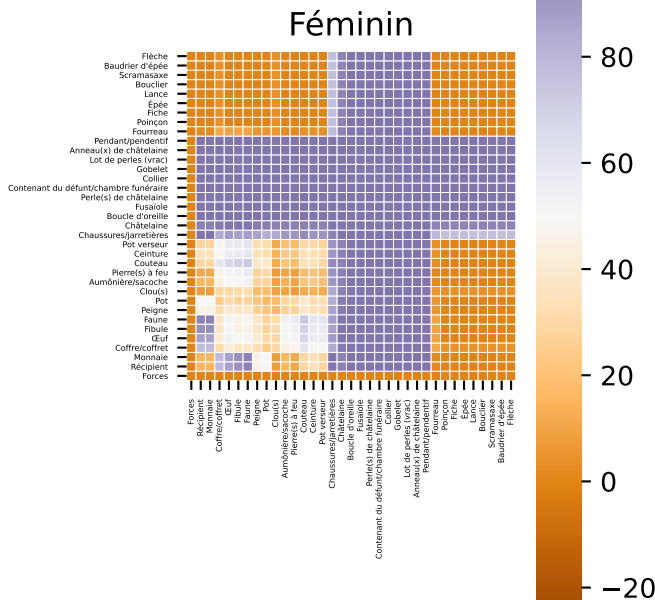 Féminin
Flèche
Baudrier d'épée
Scramasaxe
Bouclier
Lance
Épée
Fiche
Poinçon
Fourreau
Pendant/pendentif
Anneau(x) de châtelaine
Lot de perles (vrac)
Gobelet
Collier
Contenant du défunt/chambre funéraire
Perle(s) de châtelaine
Fusaïole
Boucle d'oreille
Châtelaine
Chaussures/jarretières
Pot verseur
Ceinture
Couteau
Pierre(s) à feu
Aumônière/sacoche
Clou(s)
Pot
Peigne
Faune
Fibule
Œuf
Coffre/coffret
Monnaie
Récipient
Forces
Forces
Récipient
Monnaie
Coffre/coffret
Œuf
Fibule
Faune
Peigne
Pot
Clou(s)
Aumônière/sacoche
Pierre(s) à feu
Couteau
Ceinture
Pot verseur
Chaussures/jarretières
Châtelaine
Boucle d'oreille
Fusaïole
Perle(s) de châtelaine
Contenant du défunt/chambre funéraire
Collier
Gobelet
Lot de perles (vrac)
Anneau(x) de châtelaine
Pendant/pendentif
Fourreau
Poinçon
Fiche
Épée
Lance
Bouclier
Scramasaxe
Baudrier d'épée
Flèche
80
60
40
20
0
−20